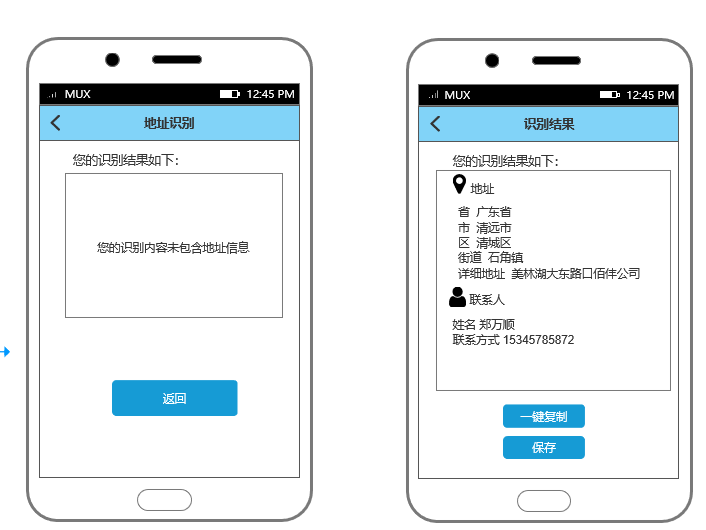 MUX 12:45 PM
地址识别
您的识别结果如下：
您的识别内容未包含地址信息
返回
MUX 12:45 PM
识别结果
您的识别结果如下：
地址
省 广东省
市 清远市
区 清城区
街道 石角镇
详细地址 美林湖大东路口佰佯公司
联系人
姓名 郑万顺
联系方式 15345785872
一键复制
保存